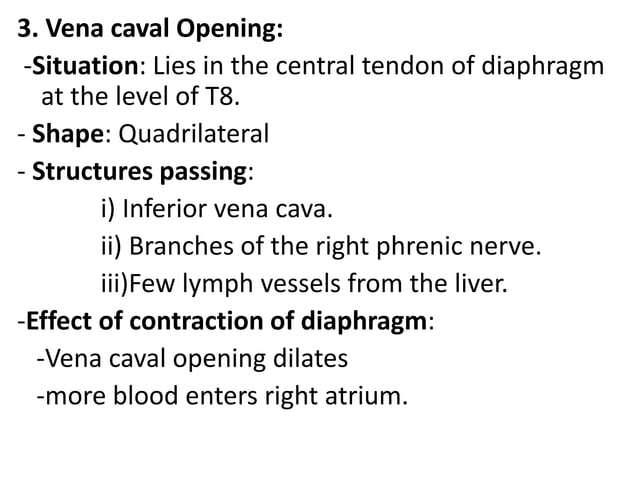 3. Vena caval Opening:
-Situation: Lies in the central tendon of diaphragm
at the level of T8.
- Shape: Quadrilateral
- Structures passing:
i) Inferior vena cava.
ii) Branches of the right phrenic nerve.
iii)Few lymph vessels from the liver.
-Effect of contraction of diaphragm:
-Vena caval opening dilates
-more blood enters right atrium.